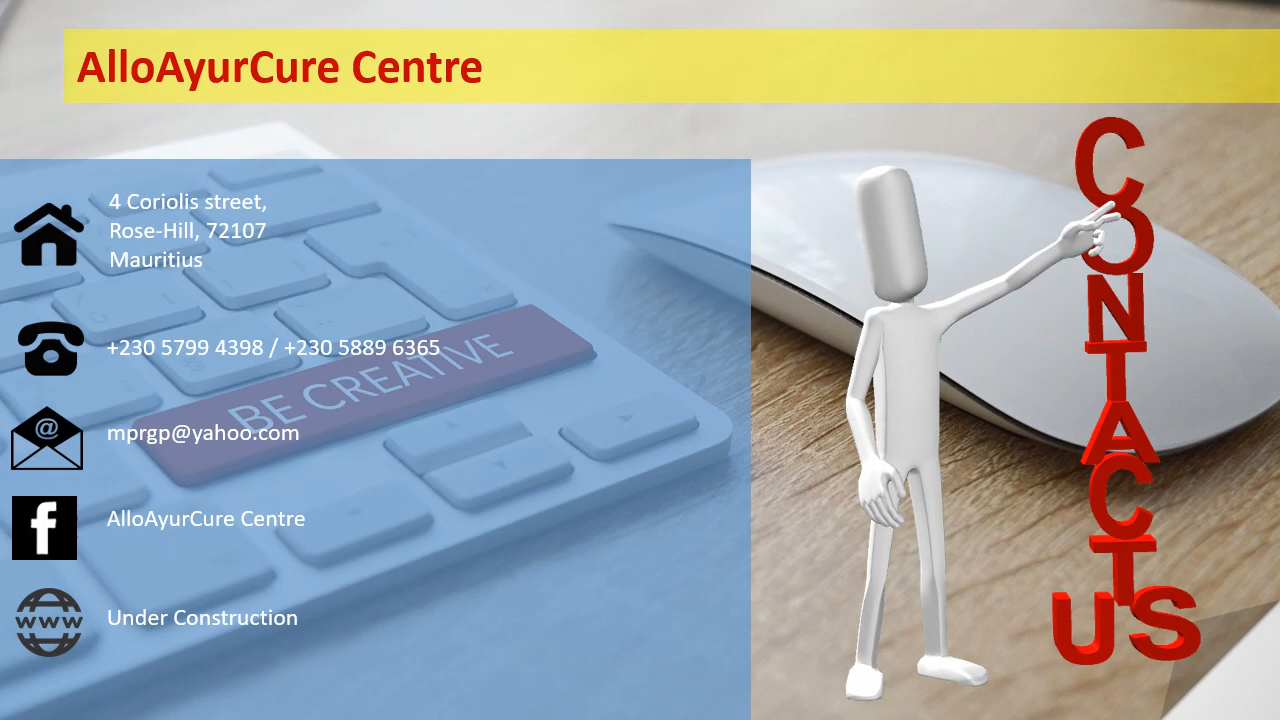 AlloAyurCure Centre
4 Coriolis street,
Rose-Hill, 72107
Mauritius
+230 5799 4398 / +230 5889 6365
BE CREATIVE
@
mprgp@yahoo.com
f
AlloAyurCure Centre
www
Under Construction
CONTACT
US